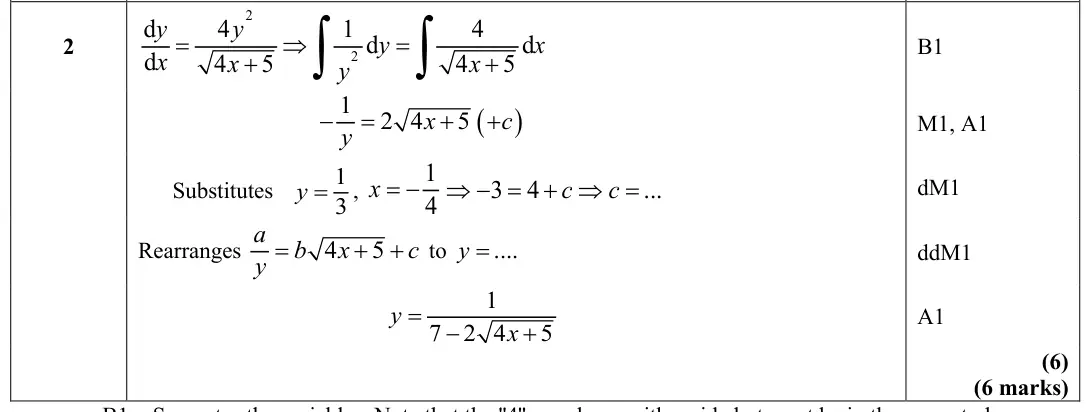 2 dy/dx = 4y²/√(4x+5) ⇒ ∫ 1/y² dy = ∫ 4/√(4x+5) dx B1
−1/y = 2√(4x+5) (+c) M1, A1
Substitutes y = 1/3, x = −1/4 ⇒ −3 = 4 + c ⇒ c = ... dM1
Rearranges a/y = b√(4x+5) + c to y = .... ddM1
y = 1/(7−2√(4x+5)) A1
(6)
(6 marks)